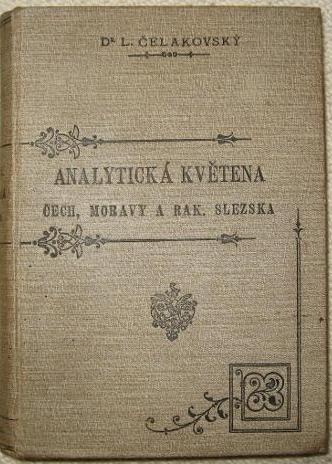 Dr. L. ČELAKOVSKÝ
ANALYTICKÁ KVĚTENA
ČECH, MORAVY A RAK. SLEZSKA